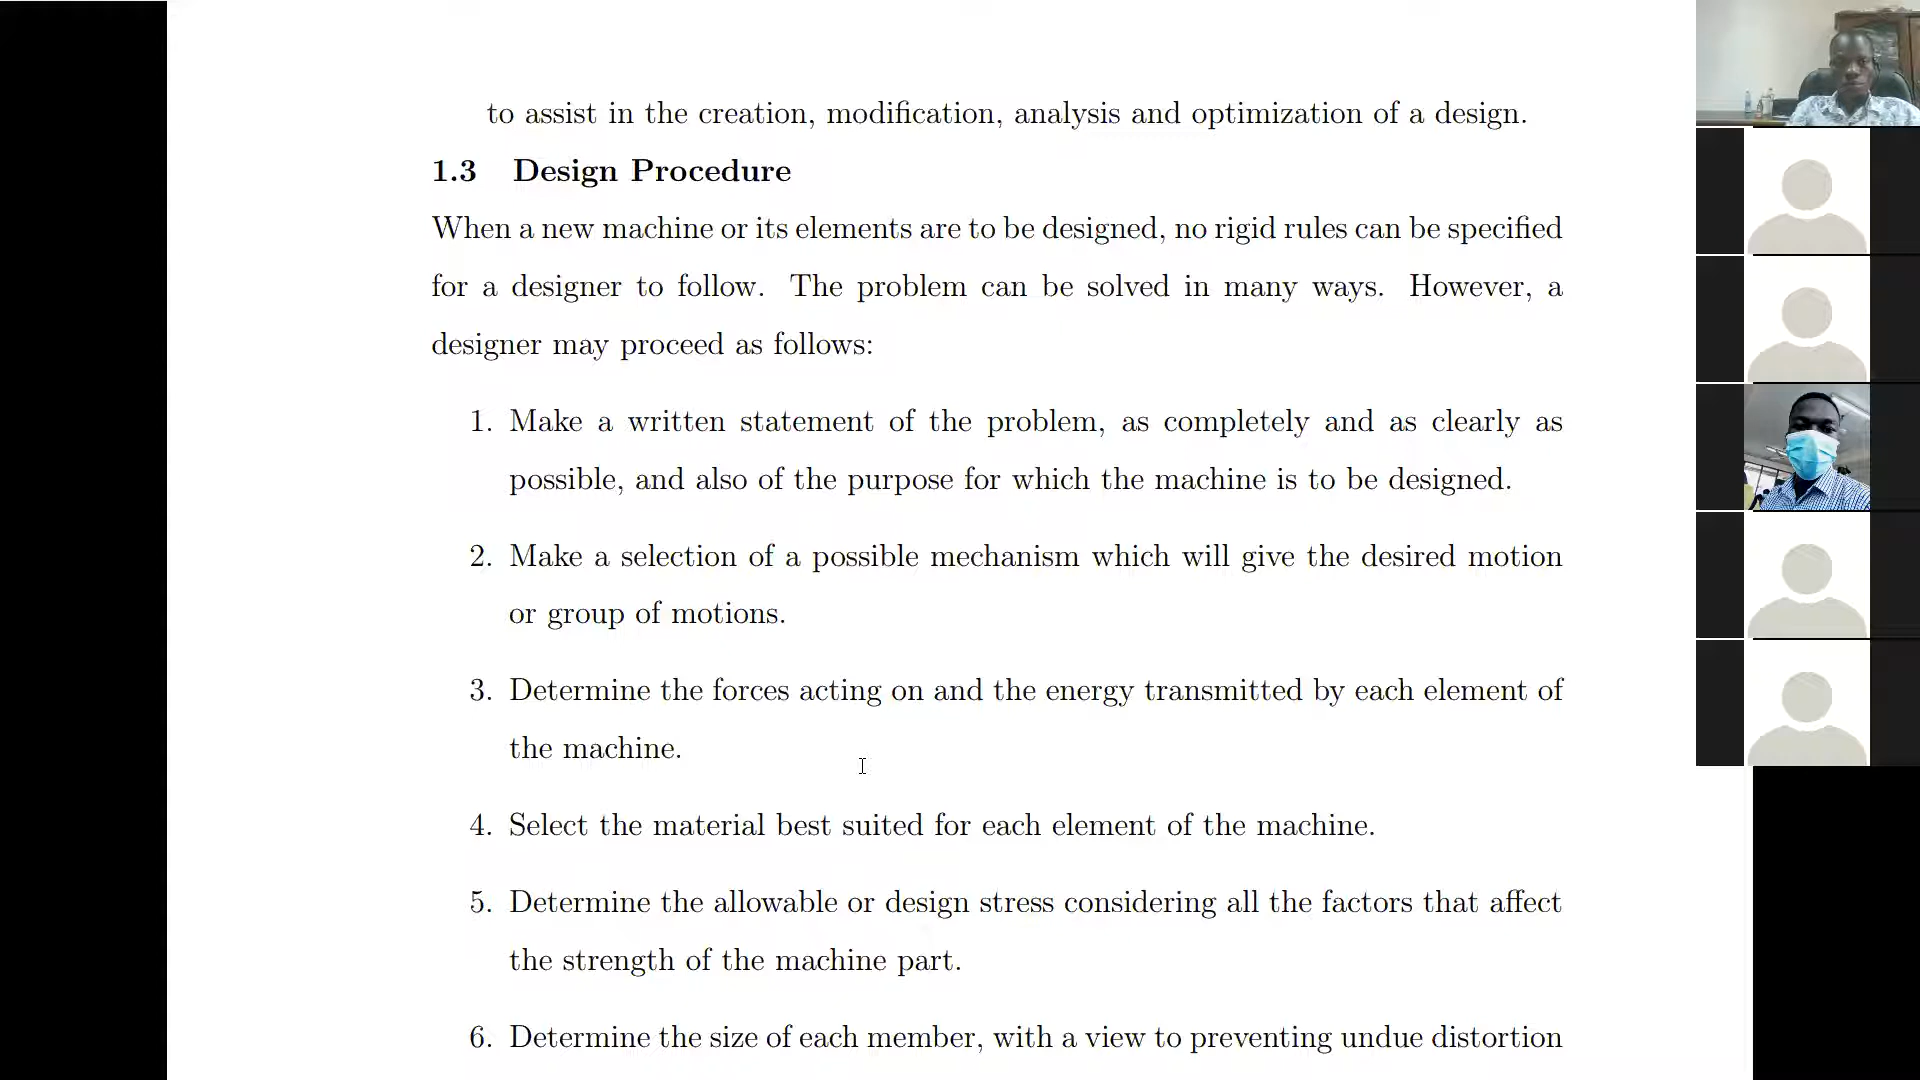 to assist in the creation, modification, analysis and optimization of a design.
1.3 Design Procedure
When a new machine or its elements are to be designed, no rigid rules can be specified
for a designer to follow. The problem can be solved in many ways. However, a
designer may proceed as follows:
1. Make a written statement of the problem, as completely and as clearly as
possible, and also of the purpose for which the machine is to be designed.
2. Make a selection of a possible mechanism which will give the desired motion
or group of motions.
3. Determine the forces acting on and the energy transmitted by each element of
the machine.
4. Select the material best suited for each element of the machine.
5. Determine the allowable or design stress considering all the factors that affect
the strength of the machine part.
6. Determine the size of each member, with a view to preventing undue distortion